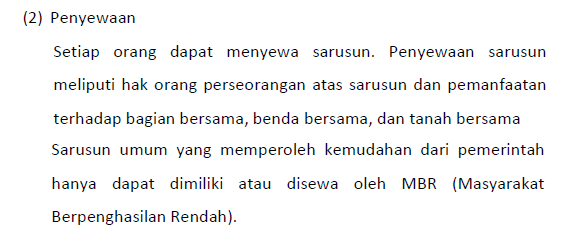 (2) Penyewaan
Setiap orang dapat menyewa sarusun. Penyewaan sarusun
meliputi hak orang perseorangan atas sarusun dan pemanfaatan
terhadap bagian bersama, benda bersama, dan tanah bersama
Sarusun umum yang memperoleh kemudahan dari pemerintah
hanya dapat dimiliki atau disewa oleh MBR (Masyarakat
Berpenghasilan Rendah).